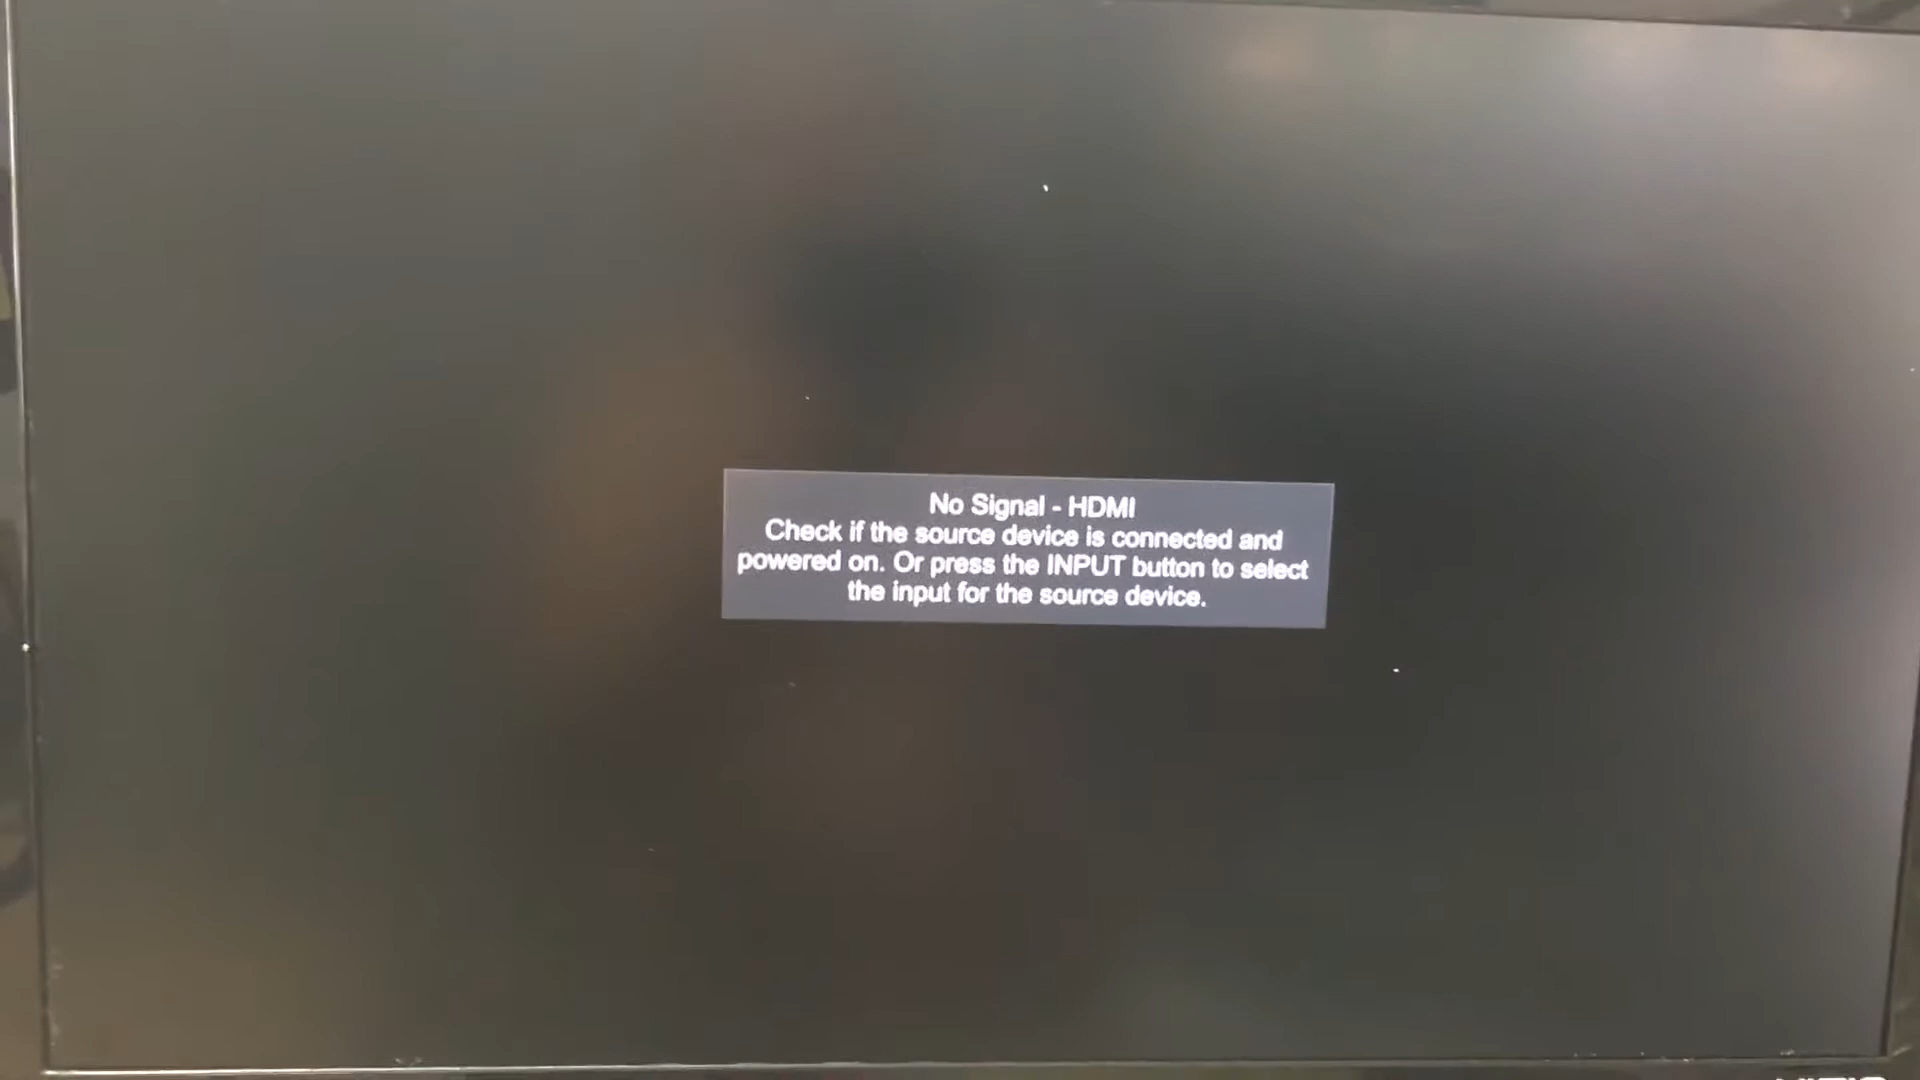 No Signal - HDMI
Check if the source device is connected and
powered on. Or press the INPUT button to select
the input for the source device.